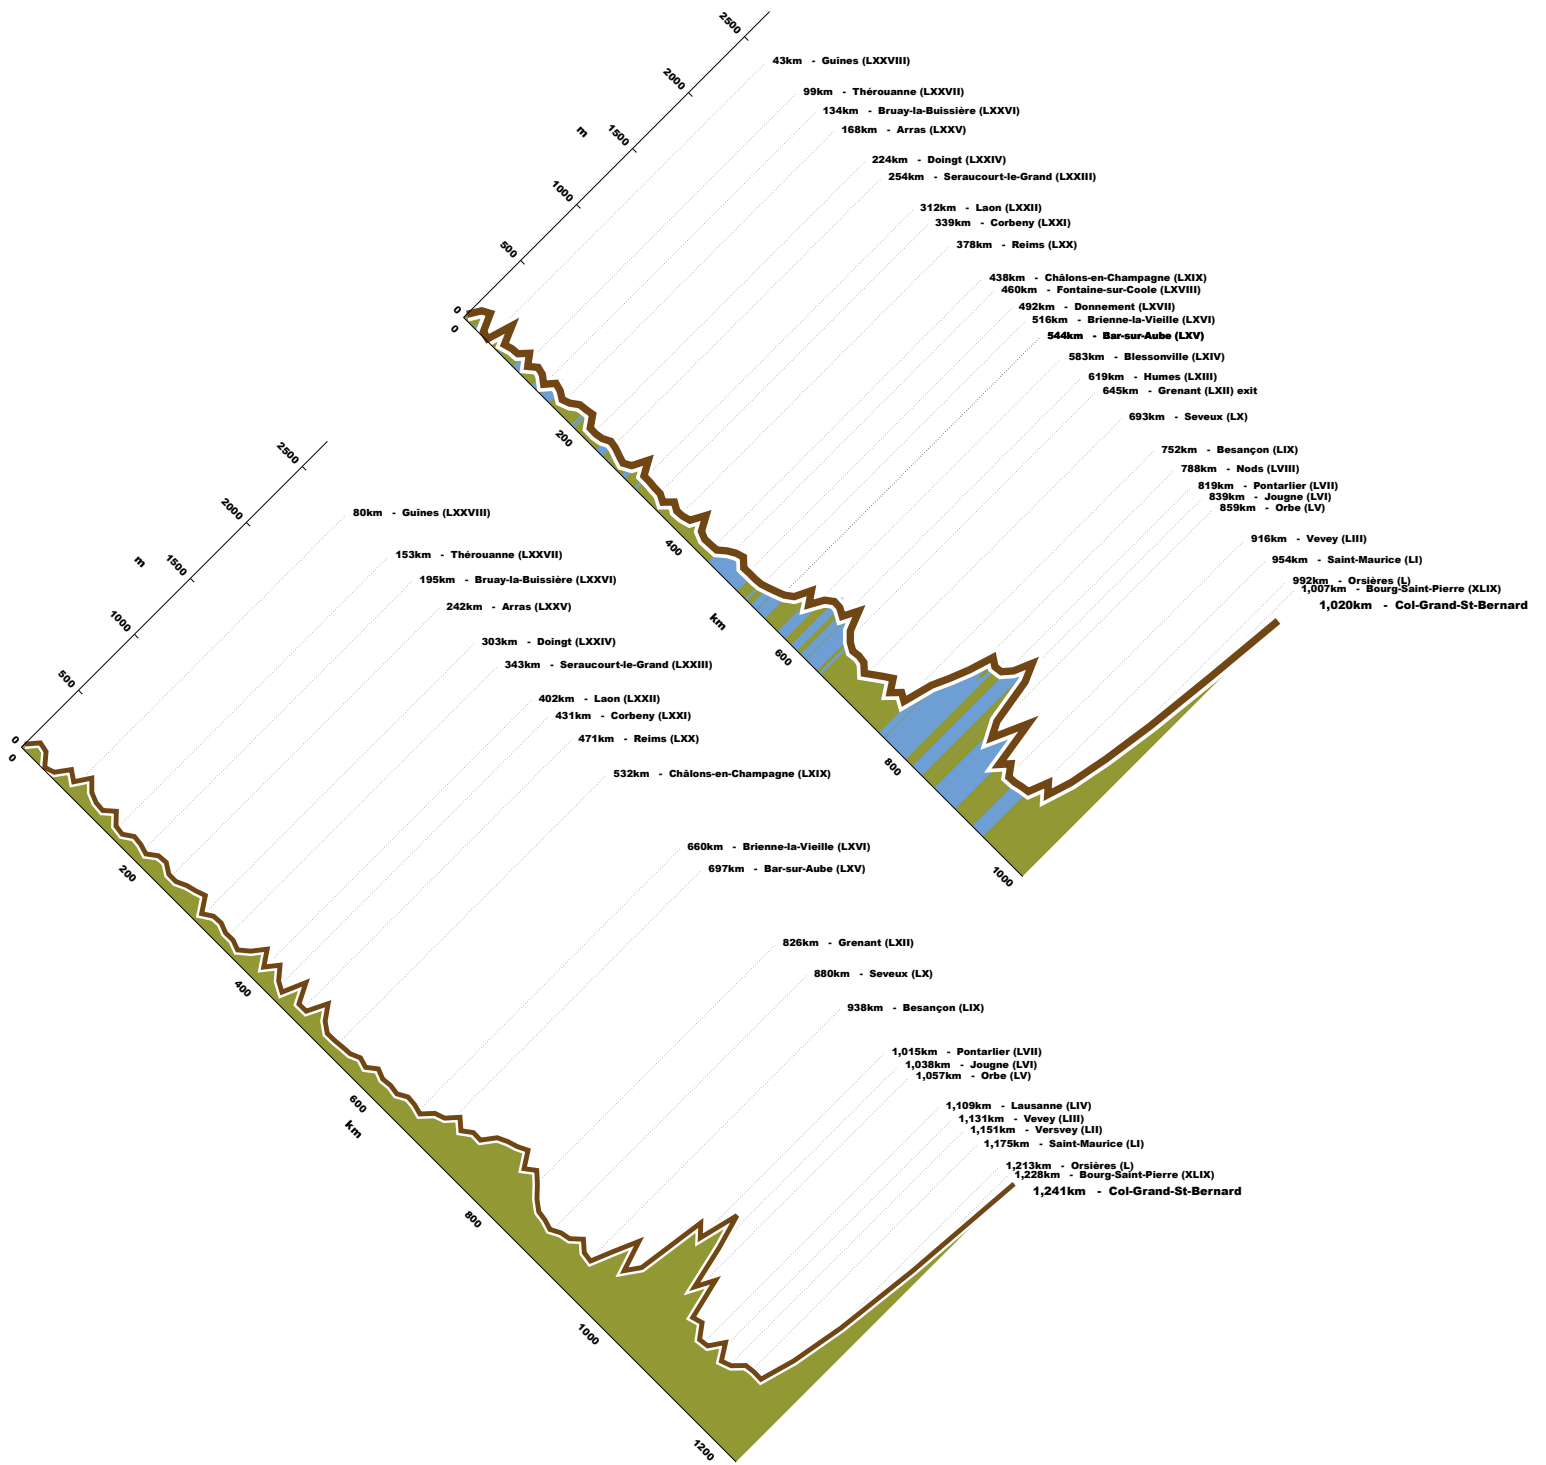 2500
2000
m
1500
1000
500
0
0
43km - Guînes (LXXVIII)
99km - Thérouanne (LXXVII)
134km - Bruay-la-Buissière (LXXVI)
168km - Arras (LXXV)
224km - Doingt (LXXIV)
254km - Seraucourt-le-Grand (LXXIII)
312km - Laon (LXXII)
339km - Corbeny (LXXI)
378km - Reims (LXX)
438km - Châlons-en-Champagne (LXIX)
460km - Fontaine-sur-Coole (LXVIII)
492km - Donnement (LXVII)
516km - Brienne-la-Vieille (LXVI)
544km - Bar-sur-Aube (LXV)
583km - Blessonville (LXIV)
619km - Humes (LXIII)
645km - Grenant (LXII) exit
693km - Seveux (LX)
752km - Besançon (LIX)
788km - Nods (LVIII)
819km - Pontarlier (LVII)
839km - Jougne (LVI)
859km - Orbe (LV)
916km - Vevey (LIII)
954km - Saint-Maurice (LI)
992km - Orsières (L)
1,007km - Bourg-Saint-Pierre (XLIX)
1,020km - Col-Grand-St-Bernard
200
400
km
600
800
1000
2500
2000
m
1500
1000
500
0
0
80km - Guînes (LXXVIII)
153km - Thérouanne (LXXVII)
195km - Bruay-la-Buissière (LXXVI)
242km - Arras (LXXV)
303km - Doingt (LXXIV)
343km - Seraucourt-le-Grand (LXXIII)
402km - Laon (LXXII)
431km - Corbeny (LXXI)
471km - Reims (LXX)
532km - Châlons-en-Champagne (LXIX)
660km - Brienne-la-Vieille (LXVI)
697km - Bar-sur-Aube (LXV)
826km - Grenant (LXII)
880km - Seveux (LX)
938km - Besançon (LIX)
1,015km - Pontarlier (LVII)
1,038km - Jougne (LVI)
1,057km - Orbe (LV)
1,109km - Lausanne (LIV)
1,131km - Vevey (LIII)
1,151km - Versvey (LII)
1,175km - Saint-Maurice (LI)
1,213km - Orsières (L)
1,228km - Bourg-Saint-Pierre (XLIX)
1,241km - Col-Grand-St-Bernard
200
400
600
km
800
1000
1200